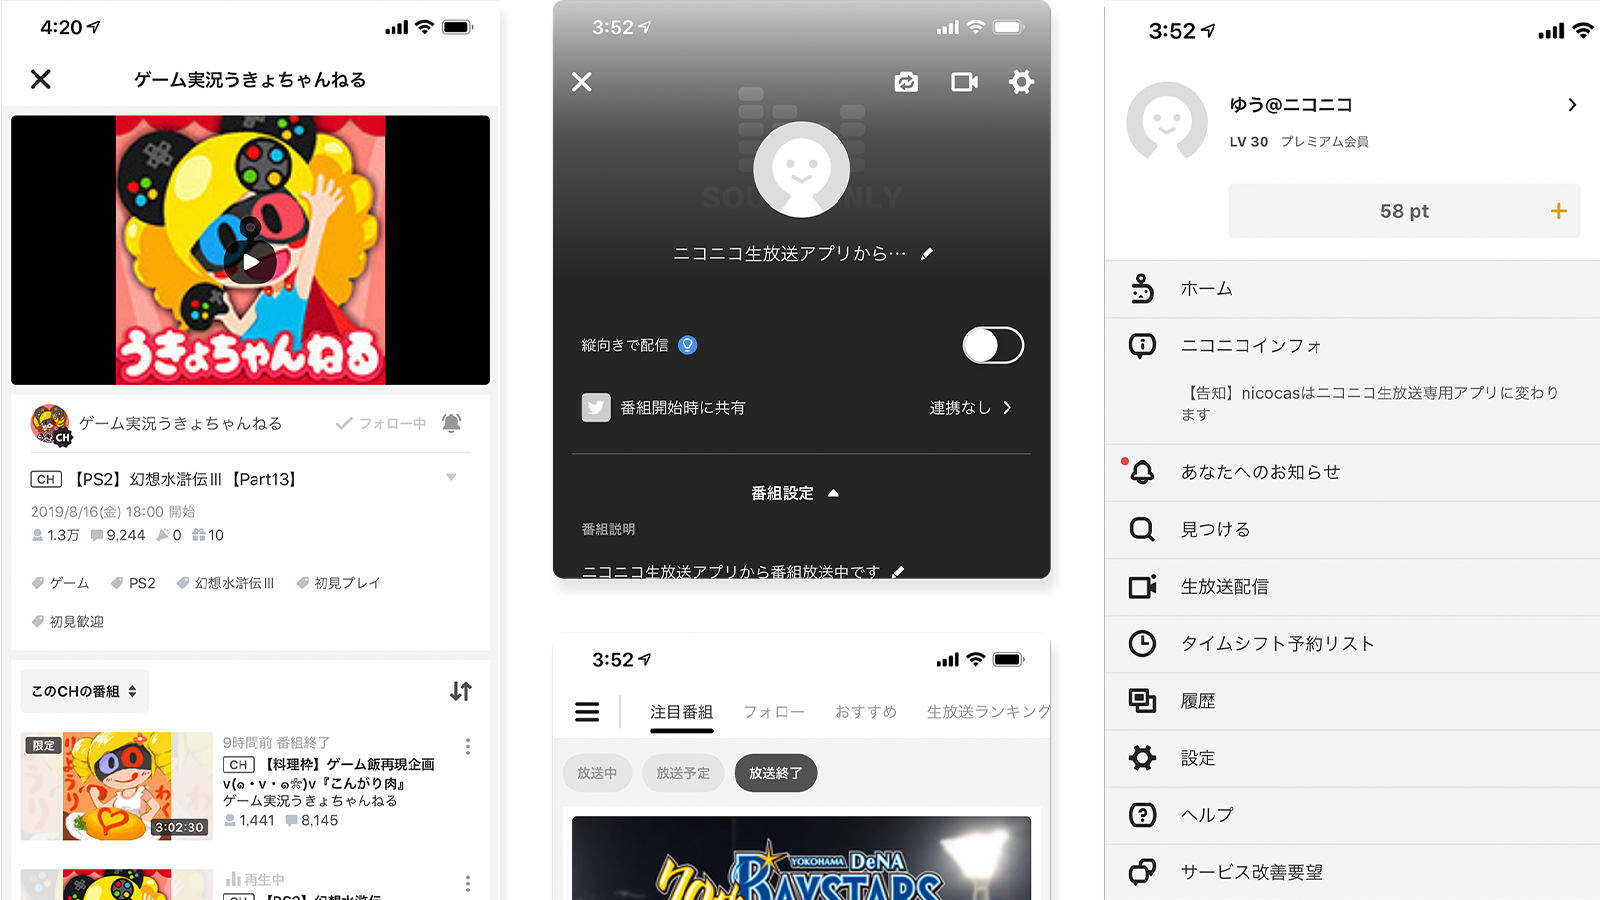 4:20
ゲーム実況うきょちゃんねる
うきょちゃんねる
CH
ゲーム実況うきょちゃんねる
フォロー中
CH 【PS2】幻想水滸伝Ⅲ【Part13】
2019/8/16(金) 18:00 開始
1.3万 9,244 0 10
ゲーム PS2 幻想水滸伝Ⅲ 初見プレイ
初見歓迎
このCHの番組
限定
3:02:30
9時間前 番組終了
CH 【料理枠】ゲーム飯再現企画
v(๑・v・๑❀)v『こんがり肉』
ゲーム実況うきょちゃんねる
1,441 8,145
再生中
CH 【PS2】幻想水滸伝
3:52
SOUND ONLY
ニコニコ生放送アプリから…
縦向きで配信
番組開始時に共有
連携なし
番組設定
番組説明
ニコニコ生放送アプリから番組放送中です
3:52
注目番組 フォロー おすすめ 生放送ランキング
放送中 放送予定 放送終了
YOKOHAMA DeNA
BAYSTARS
3:52
ゆう@ニコニコ
LV 30 プレミアム会員
58 pt +
ホーム
ニコニコインフォ
【告知】nicocasはニコニコ生放送専用アプリに変わり
ます
あなたへのお知らせ
見つける
生放送配信
タイムシフト予約リスト
履歴
設定
ヘルプ
サービス改善要望